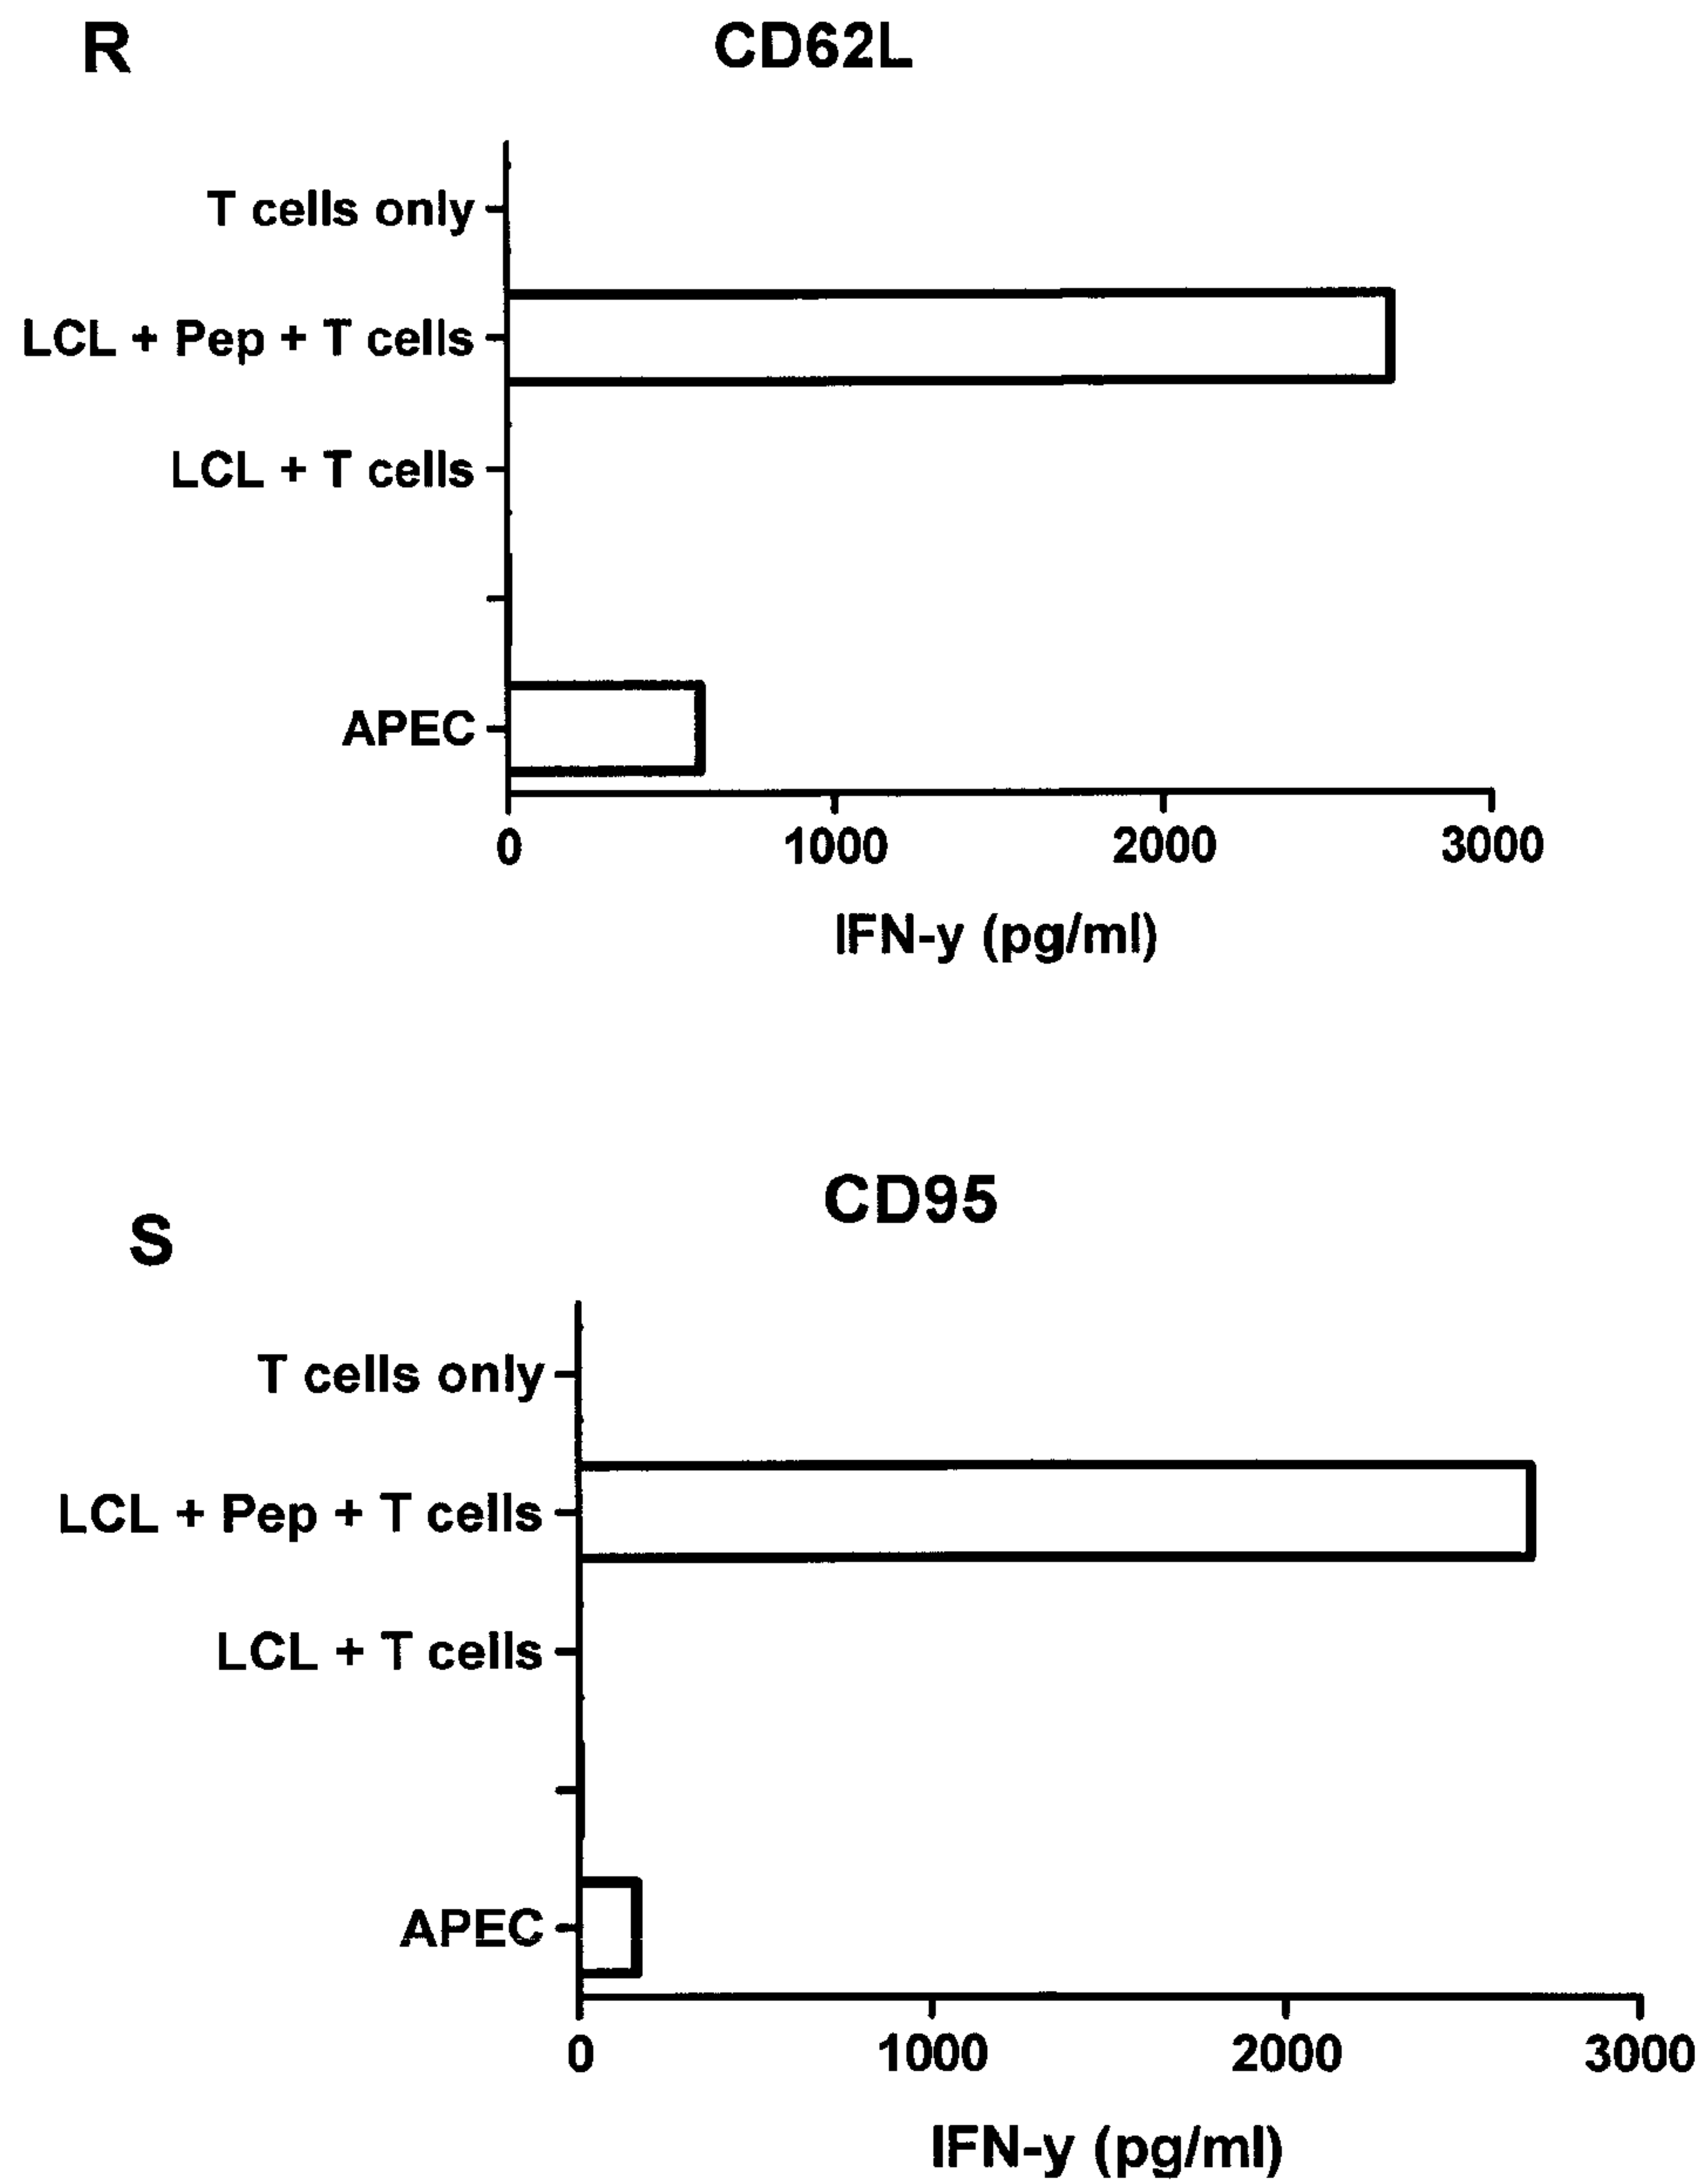 R
CD62L
T cells only
LCL + Pep + T cells
LCL + T cells
APEC
0 1000 2000 3000
IFN-y (pg/ml)
S
CD95
T cells only
LCL + Pep + T cells
LCL + T cells
APEC
0 1000 2000 3000
IFN-y (pg/ml)